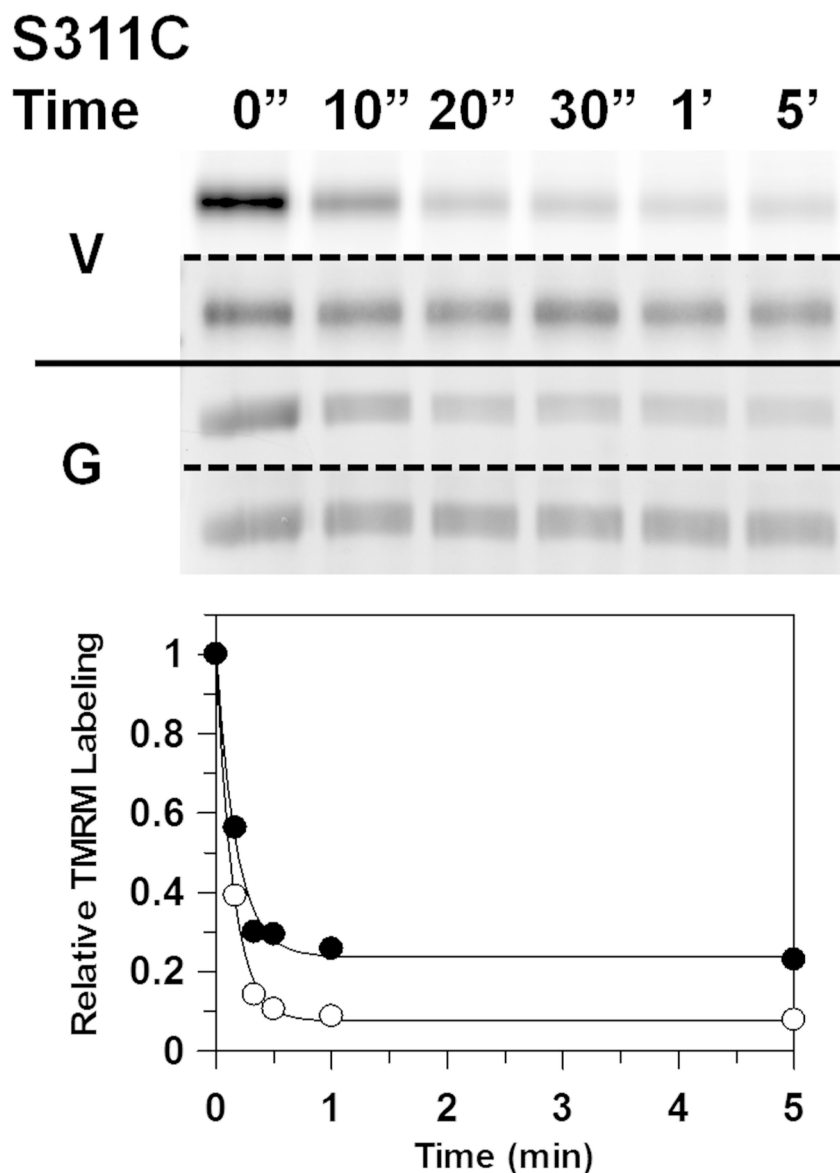 S311C
Time 0” 10” 20” 30” 1’ 5’
V
G
Relative TMRM Labeling
1
0.8
0.6
0.4
0.2
0
0 1 2 3 4 5
Time (min)